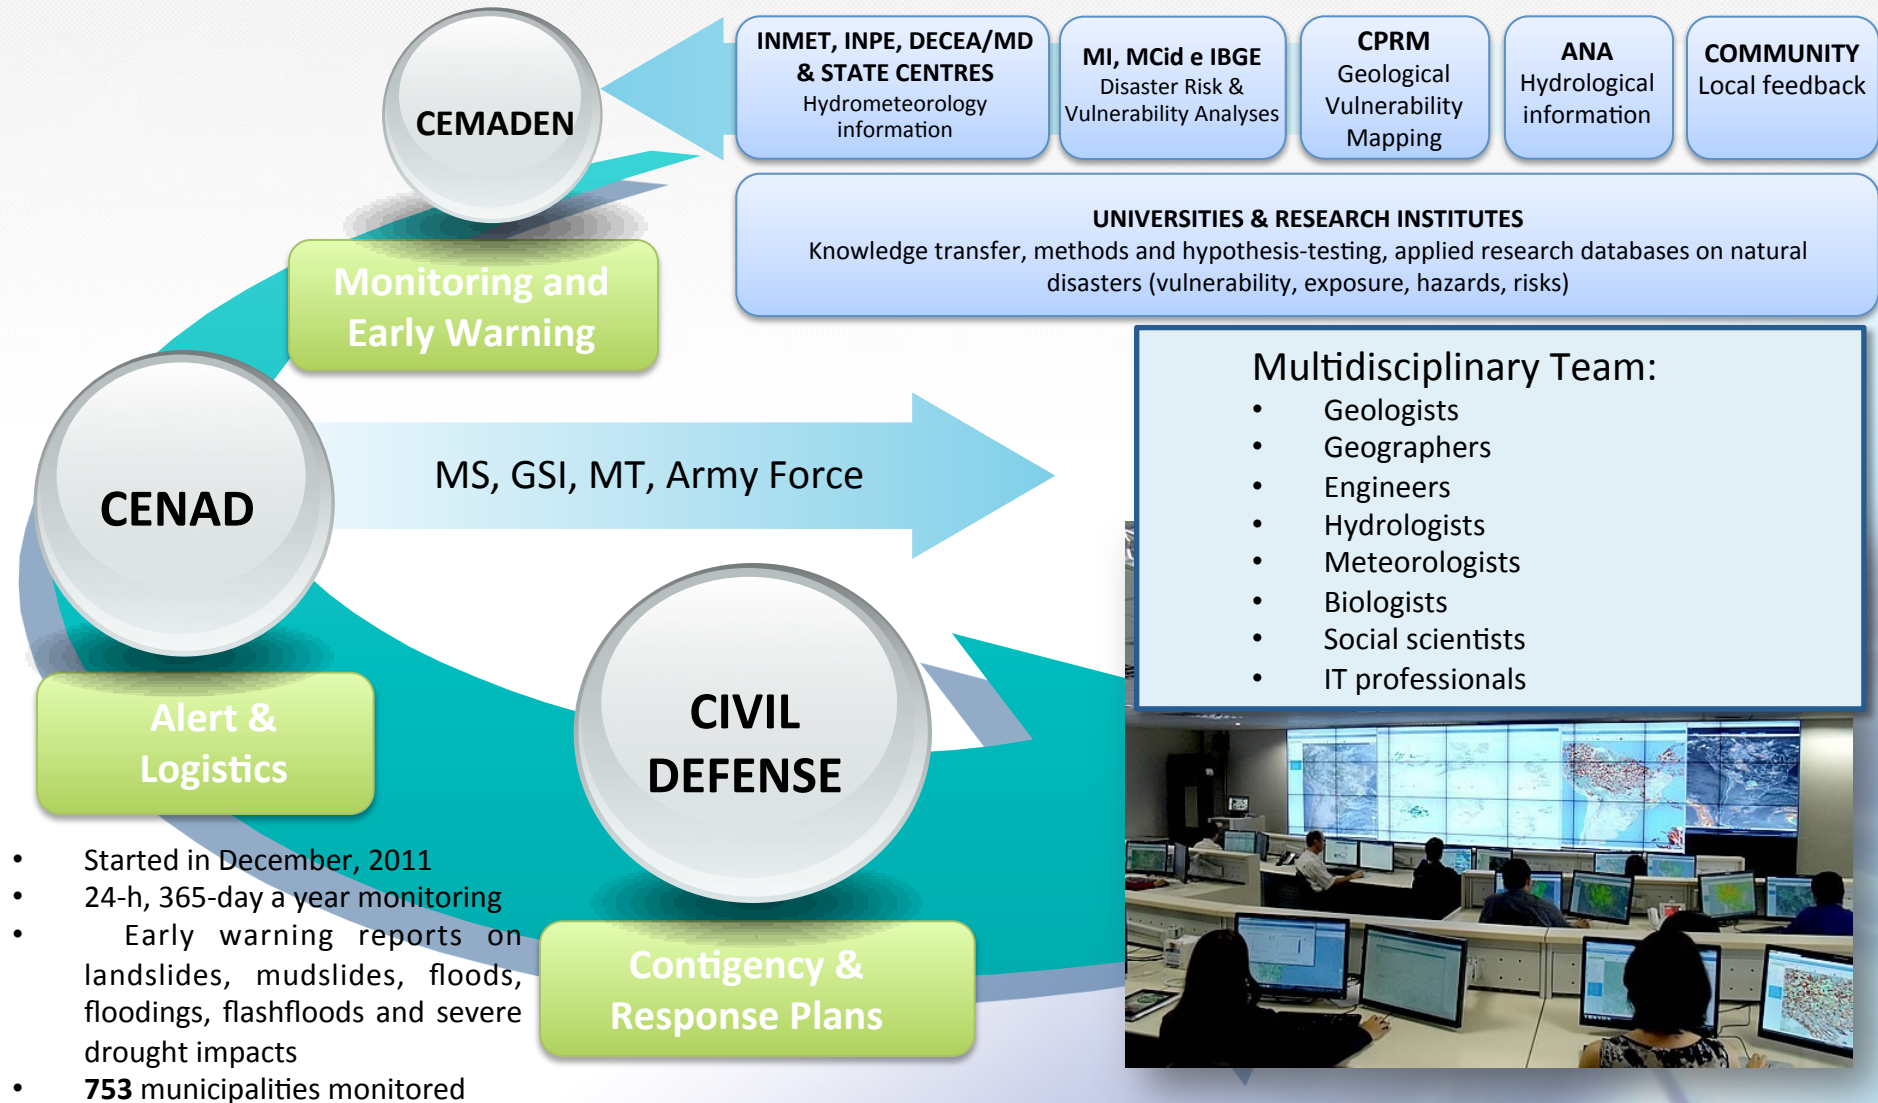 CEMADEN
INMET, INPE, DECEA/MD
& STATE CENTRES
Hydrometeorology
information
MI, MCid e IBGE
Disaster Risk &
Vulnerability Analyses
CPRM
Geological
Vulnerability
Mapping
ANA
Hydrological
information
COMMUNITY
Local feedback
UNIVERSITIES & RESEARCH INSTITUTES
Knowledge transfer, methods and hypothesis-testing, applied research databases on natural
disasters (vulnerability, exposure, hazards, risks)
Monitoring and
Early Warning
CENAD
MS, GSI, MT, Army Force
Multidisciplinary Team:
• Geologists
• Geographers
• Engineers
• Hydrologists
• Meteorologists
• Biologists
• Social scientists
• IT professionals
Alert &
Logistics
CIVIL
DEFENSE
Contigency &
Response Plans
• Started in December, 2011
• 24-h, 365-day a year monitoring
• Early warning reports on
landslides, mudslides, floods,
floodings, flashfloods and severe
drought impacts
• 753 municipalities monitored